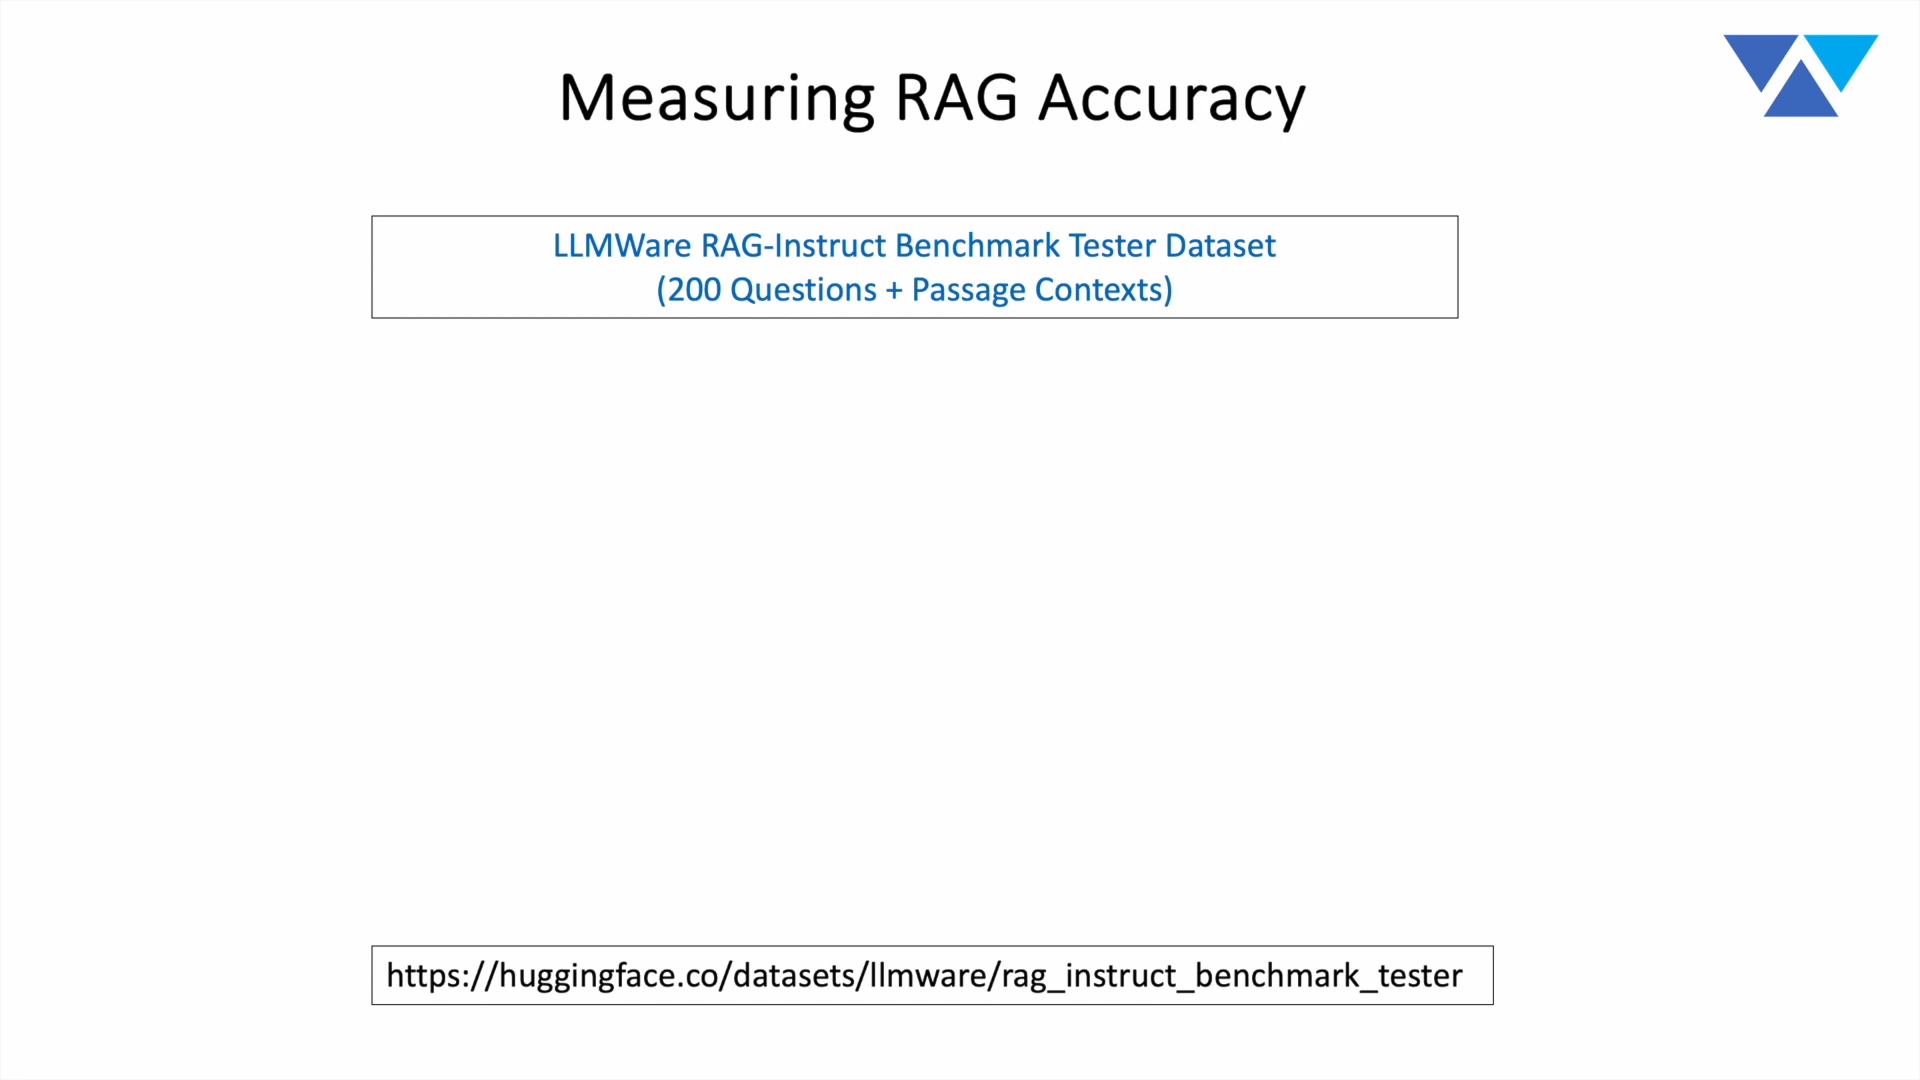 Measuring RAG Accuracy
LLMWare RAG-Instruct Benchmark Tester Dataset
(200 Questions + Passage Contexts)
https://huggingface.co/datasets/llmware/rag_instruct_benchmark_tester